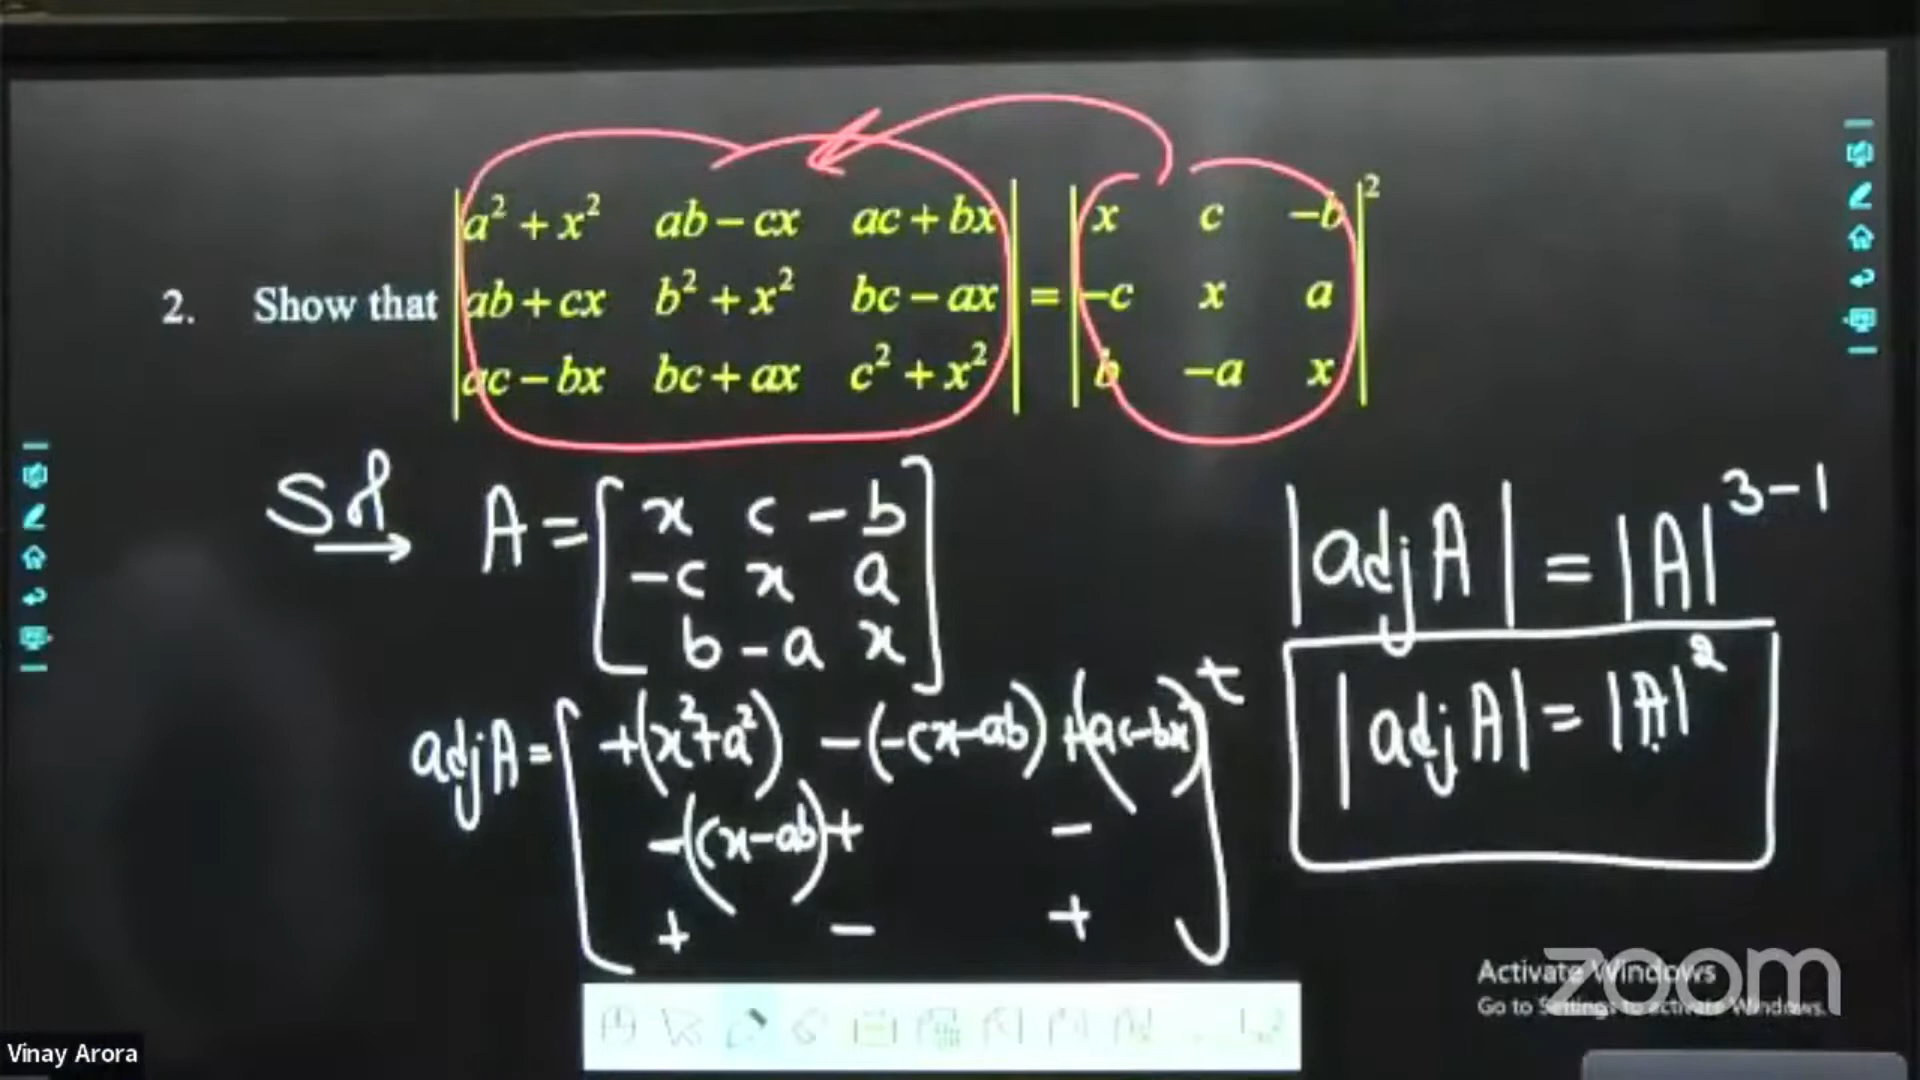 a² + x² ab − cx ac + bx x c −b 2
2. Show that ab + cx b² + x² bc − ax = −c x a
ac − bx bc + ax c² + x² b −a x
Sol A = [ x c −b
−c x a
b −a x ]
|adj A| = |A|³⁻¹
|adj A| = |A|²
adj A = [ +(x²+a²) −(−cx−ab) +(ac−bx) ]ᵗ
−(cx−ab) + −
+ − +
Activate Windows
Go to Settings to activate Windows.
zoom
Vinay Arora